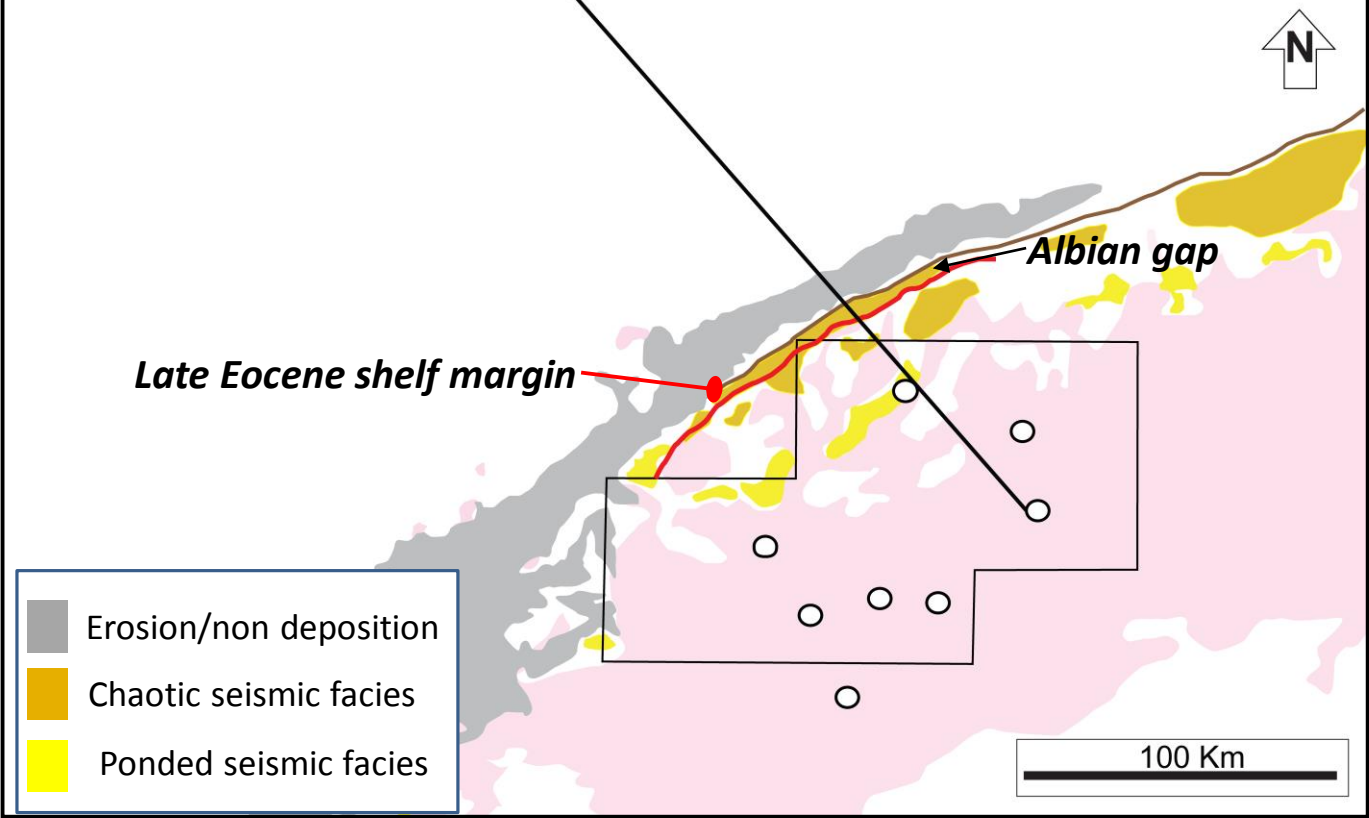 N
Albian gap
Late Eocene shelf margin
Erosion/non deposition
Chaotic seismic facies
Ponded seismic facies
100 Km